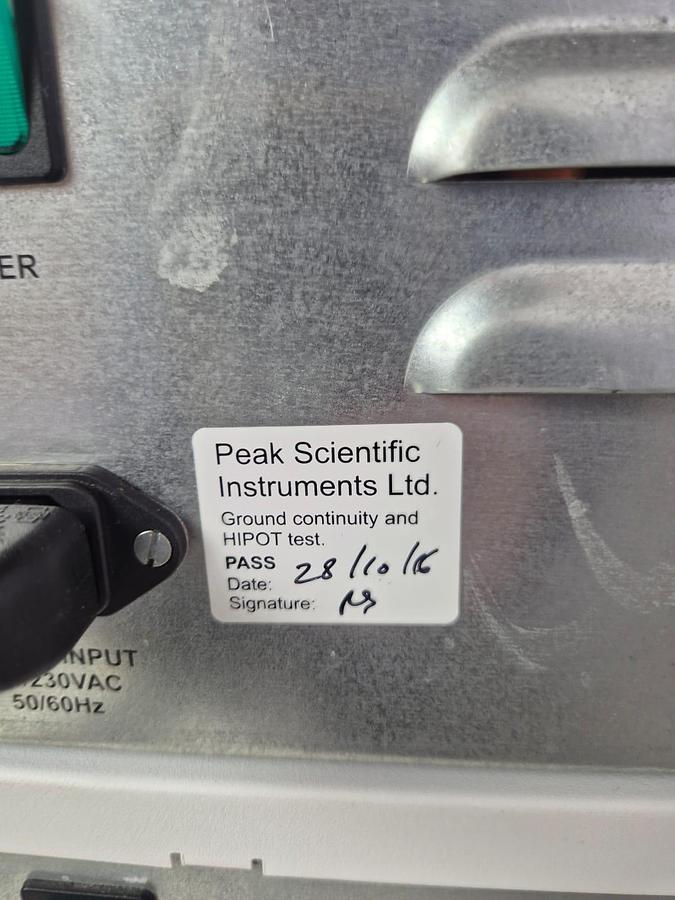 ER
Peak Scientific
Instruments Ltd.
Ground continuity and
HIPOT test.
PASS
Date: 28/10/16
Signature:
INPUT
230VAC
50/60Hz